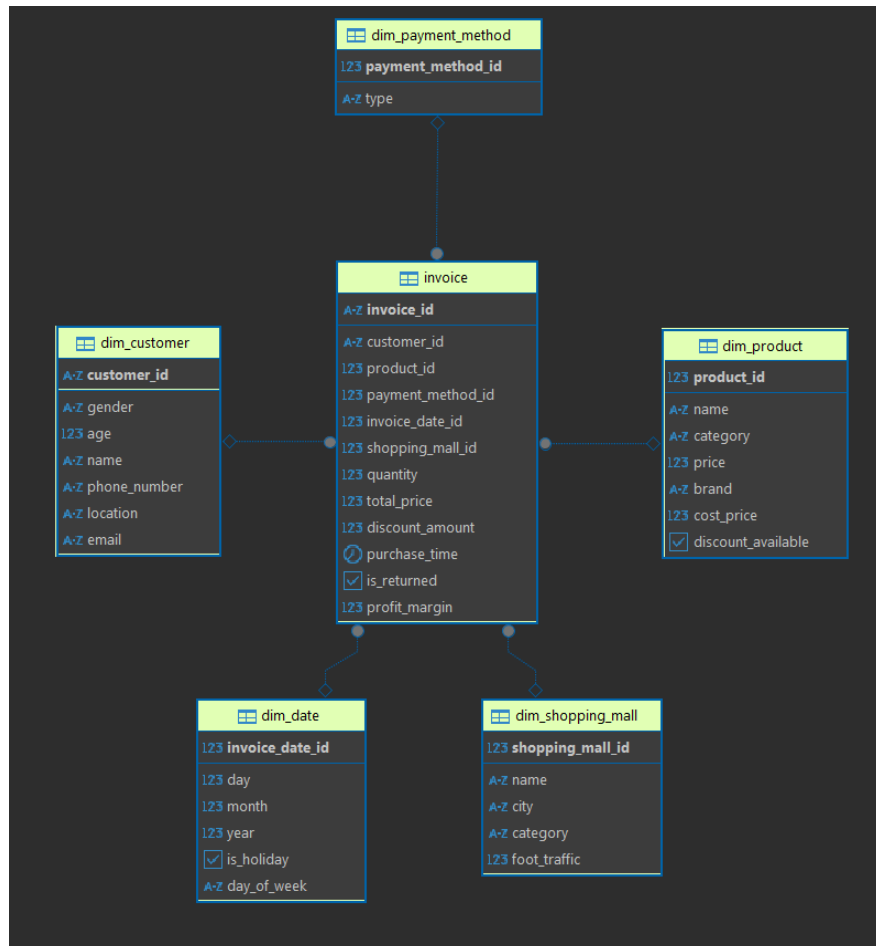 dim_payment_method
123 payment_method_id
A-Z type
invoice
A-Z invoice_id
A-Z customer_id
123 product_id
123 payment_method_id
123 invoice_date_id
123 shopping_mall_id
123 quantity
123 total_price
123 discount_amount
purchase_time
is_returned
123 profit_margin
dim_customer
A-Z customer_id
A-Z gender
123 age
A-Z name
A-Z phone_number
A-Z location
A-Z email
dim_product
123 product_id
A-Z name
A-Z category
123 price
A-Z brand
123 cost_price
discount_available
dim_date
123 invoice_date_id
123 day
123 month
123 year
is_holiday
A-Z day_of_week
dim_shopping_mall
123 shopping_mall_id
A-Z name
A-Z city
A-Z category
123 foot_traffic